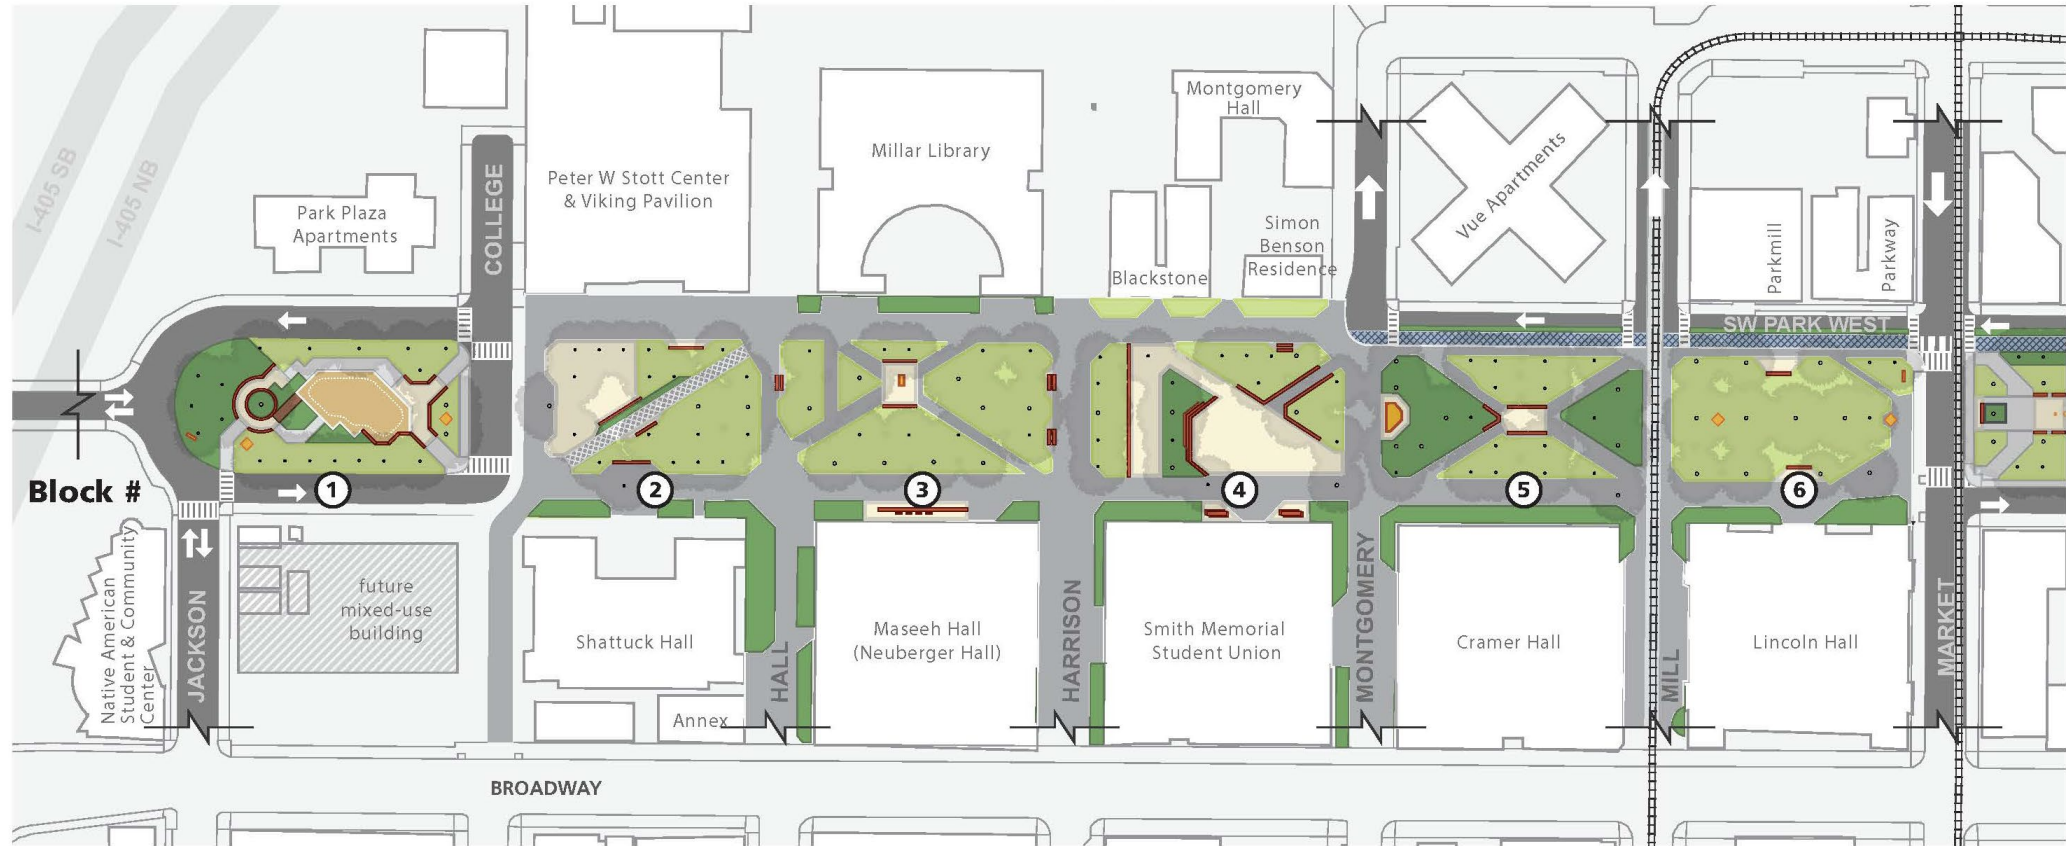 I-405 SB
I-405 NB
Park Plaza
Apartments
COLLEGE
Peter W Stott Center
& Viking Pavilion
Millar Library
Montgomery
Hall
Blackstone
Simon
Benson
Residence
Vue Apartments
Parkmill
Parkway
SW PARK WEST
Block #
1
2
3
4
5
6
Native American
Student & Community
Center
JACKSON
future
mixed-use
building
Shattuck Hall
Annex
HALL
Maseeh Hall
(Neuberger Hall)
HARRISON
Smith Memorial
Student Union
MONTGOMERY
Cramer Hall
MILL
Lincoln Hall
MARKET
BROADWAY